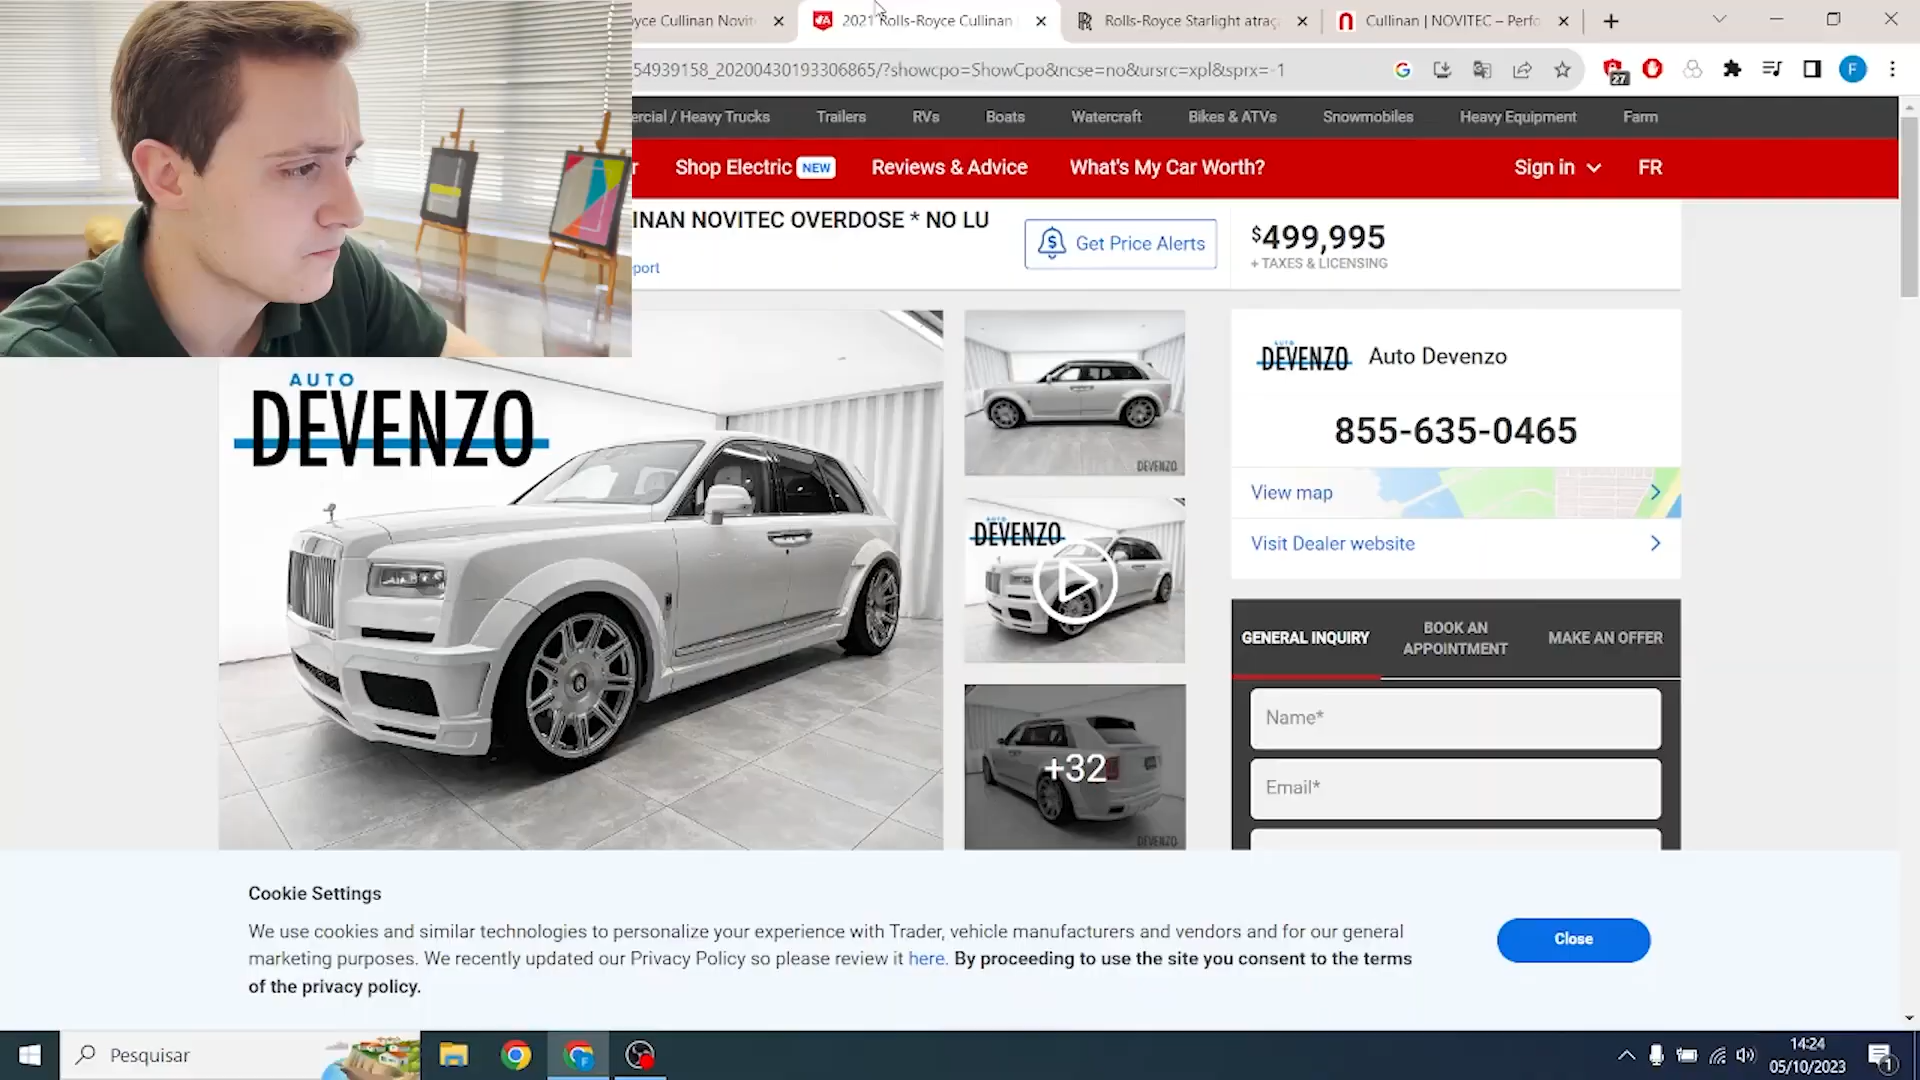 yce Cullinan Novit
2021 Rolls-Royce Cullinan
Rolls-Royce Starlight atraç
Cullinan | NOVITEC – Perfo
54939158_20200430193306865/?showcpo=ShowCpo&ncse=no&ursrc=xpl&sprx=-1
27
F
ercial / Heavy Trucks
Trailers
RVs
Boats
Watercraft
Bikes & ATVs
Snowmobiles
Heavy Equipment
Farm
r
Shop Electric NEW
Reviews & Advice
What's My Car Worth?
Sign in
FR
INAN NOVITEC OVERDOSE * NO LU
port
Get Price Alerts
$499,995
+ TAXES & LICENSING
AUTO
DEVENZO
DEVENZO
AUTO
DEVENZO
+32
DEVENZO
AUTO
DEVENZO
Auto Devenzo
855-635-0465
View map
Visit Dealer website
GENERAL INQUIRY
BOOK AN
APPOINTMENT
MAKE AN OFFER
Name*
Email*
Cookie Settings
We use cookies and similar technologies to personalize your experience with Trader, vehicle manufacturers and vendors and for our general
marketing purposes. We recently updated our Privacy Policy so please review it here. By proceeding to use the site you consent to the terms
of the privacy policy.
Close
Pesquisar
F
14:24
05/10/2023
1